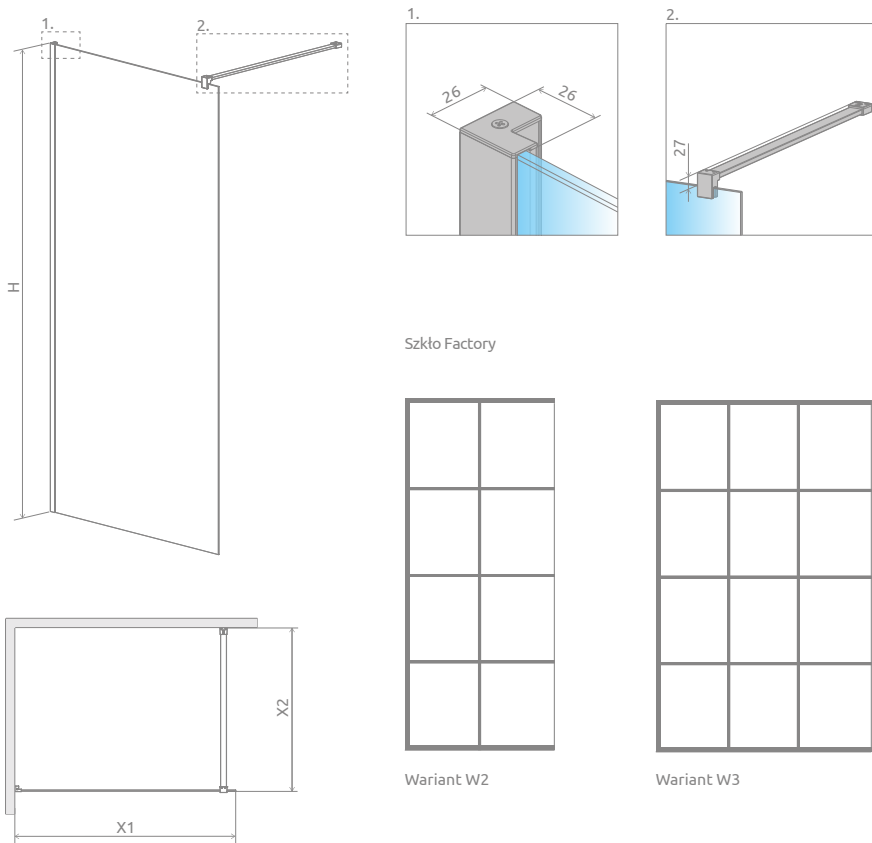 1.
2.
H
X2
X1
1.
26
26
2.
27
Szkło Factory
Wariant W2
Wariant W3